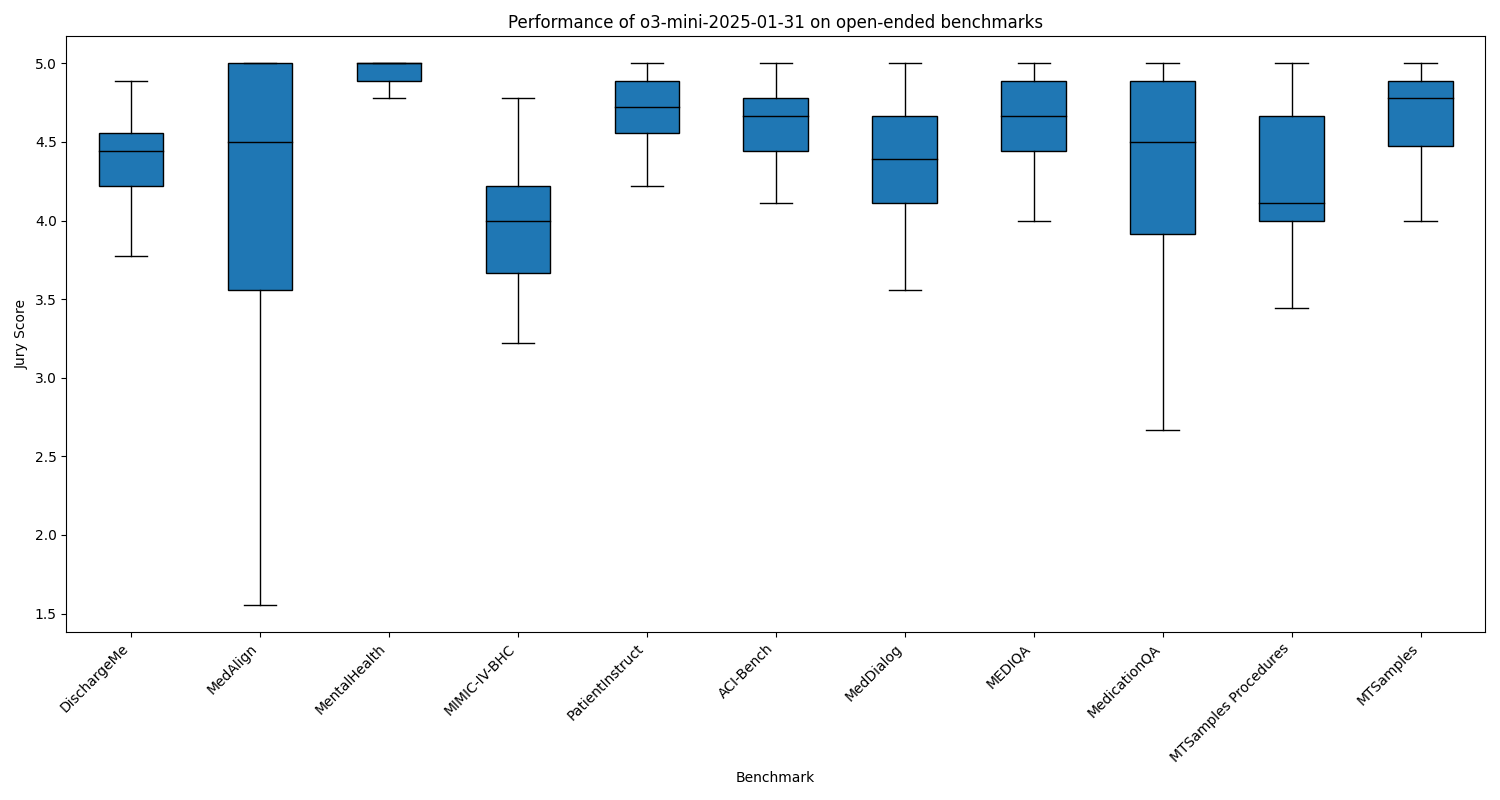 Performance of o3-mini-2025-01-31 on open-ended benchmarks
Jury Score
5.0
4.5
4.0
3.5
3.0
2.5
2.0
1.5
DischargeMe
MedAlign
MentalHealth
MIMIC-IV-BHC
PatientInstruct
ACI-Bench
MedDialog
MEDIQA
MedicationQA
MTSamples Procedures
MTSamples
Benchmark